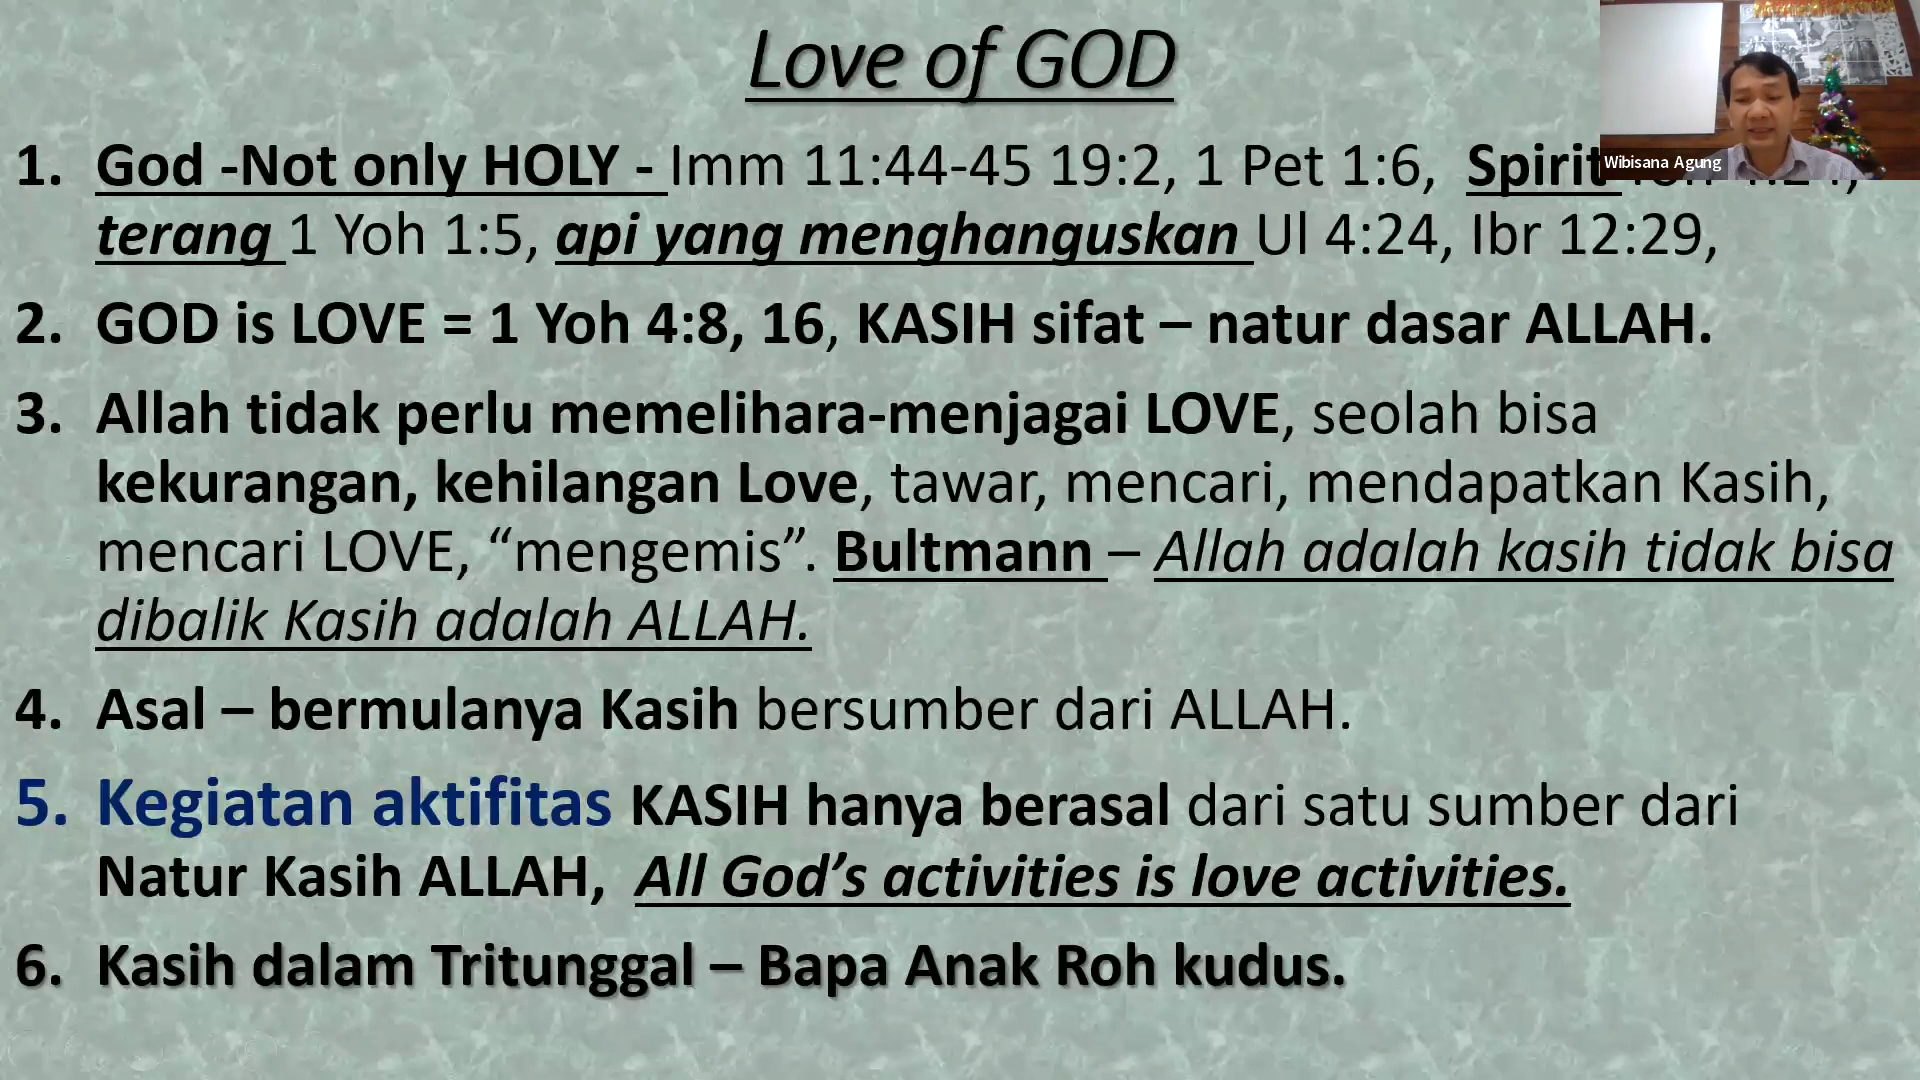 Love of GOD
1. God -Not only HOLY - Imm 11:44-45 19:2, 1 Pet 1:6, Spirit
terang 1 Yoh 1:5, api yang menghanguskan Ul 4:24, Ibr 12:29,
2. GOD is LOVE = 1 Yoh 4:8, 16, KASIH sifat – natur dasar ALLAH.
3. Allah tidak perlu memelihara-menjagai LOVE, seolah bisa
kekurangan, kehilangan Love, tawar, mencari, mendapatkan Kasih,
mencari LOVE, “mengemis”. Bultmann – Allah adalah kasih tidak bisa
dibalik Kasih adalah ALLAH.
4. Asal – bermulanya Kasih bersumber dari ALLAH.
5. Kegiatan aktifitas KASIH hanya berasal dari satu sumber dari
Natur Kasih ALLAH, All God’s activities is love activities.
6. Kasih dalam Tritunggal – Bapa Anak Roh kudus.
Wibisana Agung